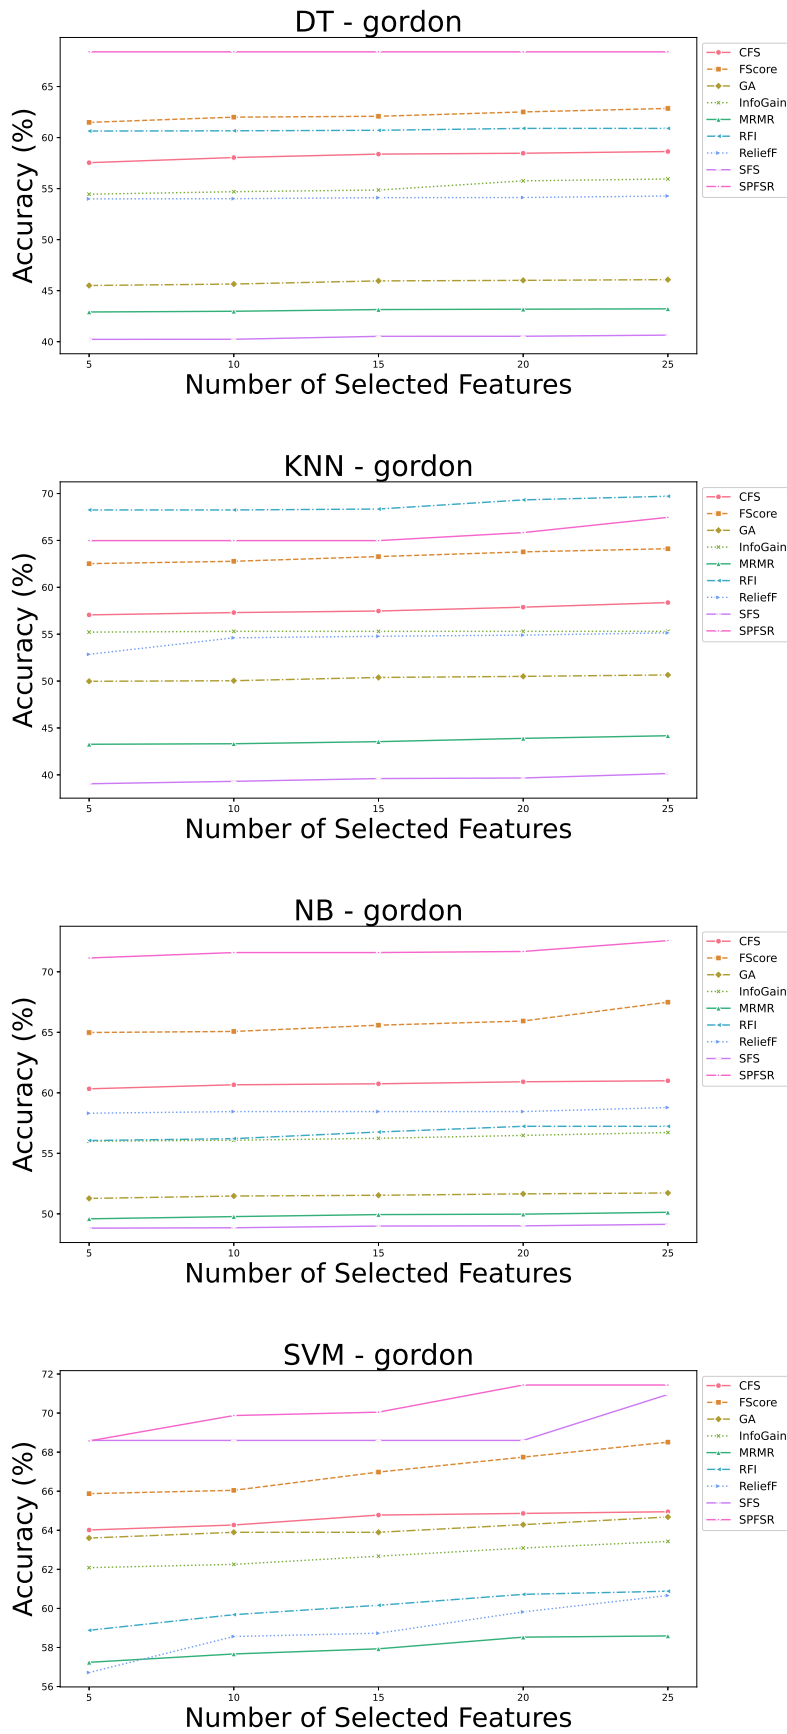 DT - gordon
Accuracy (%)
65
60
55
50
45
40
5 10 15 20 25
Number of Selected Features
CFS
FScore
GA
InfoGain
MRMR
RFI
ReliefF
SFS
SPFSR
KNN - gordon
Accuracy (%)
70
65
60
55
50
45
40
5 10 15 20 25
Number of Selected Features
CFS
FScore
GA
InfoGain
MRMR
RFI
ReliefF
SFS
SPFSR
NB - gordon
Accuracy (%)
70
65
60
55
50
5 10 15 20 25
Number of Selected Features
CFS
FScore
GA
InfoGain
MRMR
RFI
ReliefF
SFS
SPFSR
SVM - gordon
Accuracy (%)
72
70
68
66
64
62
60
58
56
5 10 15 20 25
Number of Selected Features
CFS
FScore
GA
InfoGain
MRMR
RFI
ReliefF
SFS
SPFSR